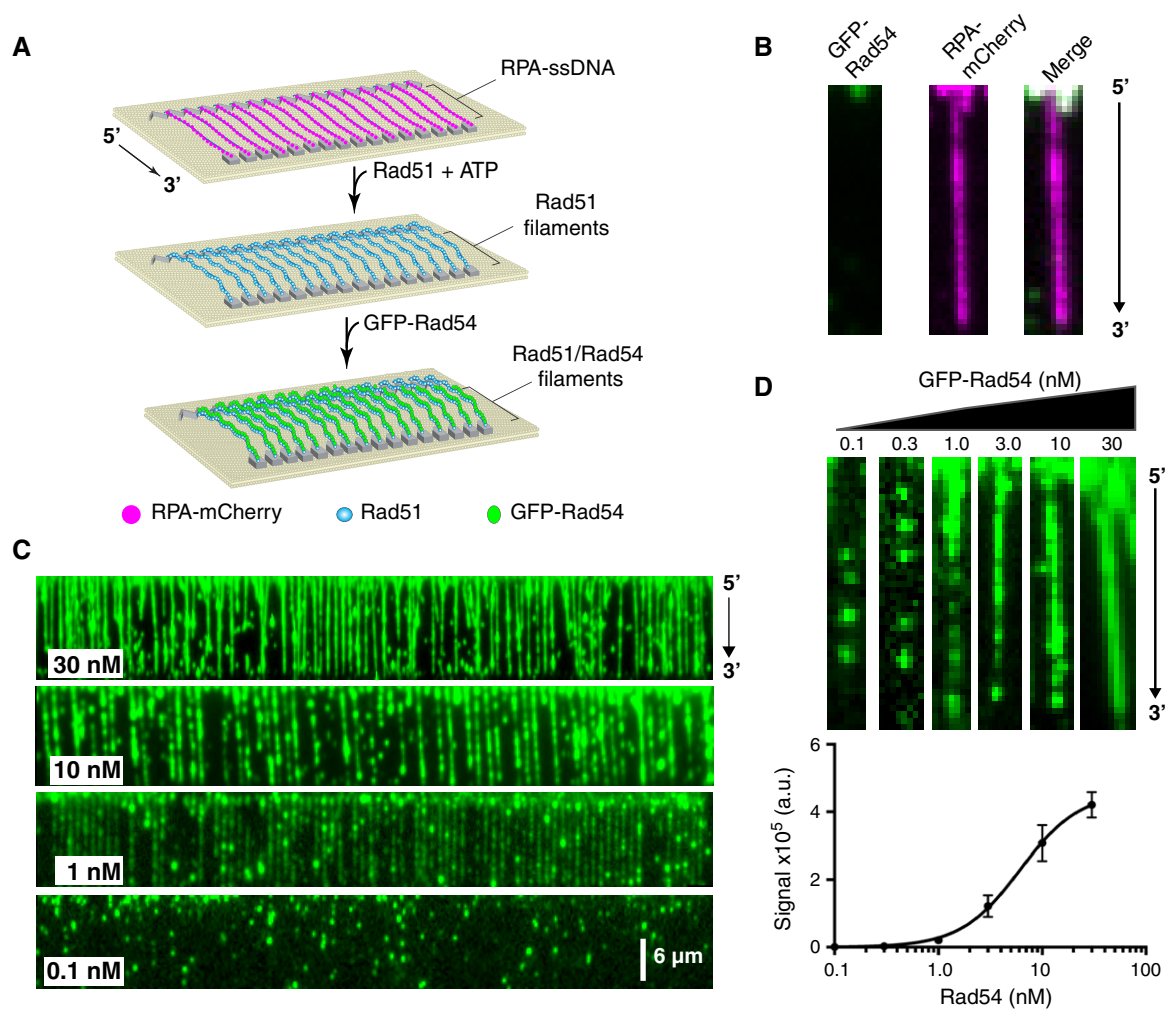 A
RPA-ssDNA
5’
3’
Rad51 + ATP
Rad51
filaments
GFP-Rad54
Rad51/Rad54
filaments
RPA-mCherry
Rad51
GFP-Rad54
B
GFP-
Rad54
RPA-
mCherry
Merge
5’
3’
C
5’
3’
30 nM
10 nM
1 nM
0.1 nM
6 µm
D
GFP-Rad54 (nM)
0.1 0.3 1.0 3.0 10 30
5’
3’
Signal x10⁵ (a.u.)
6
4
2
0
0.1 1.0 10 100
Rad54 (nM)